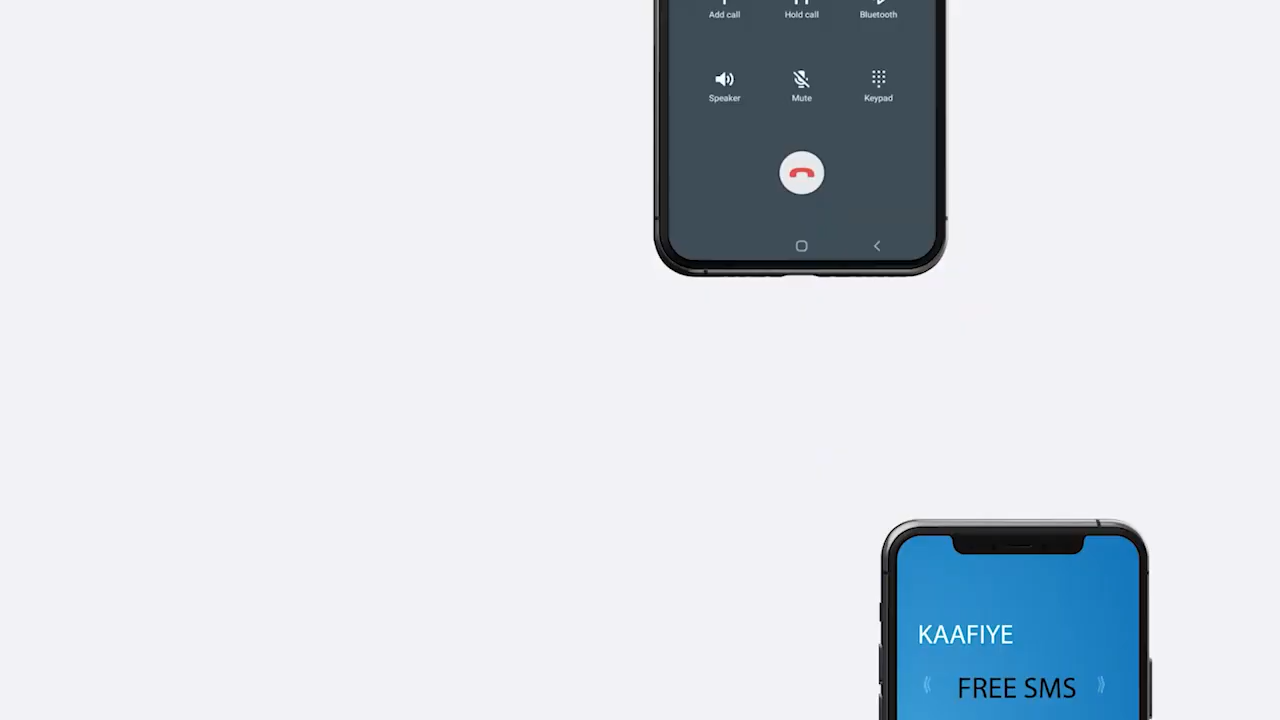 Add call Hold call Bluetooth
Speaker Mute Keypad
KAAFIYE
FREE SMS